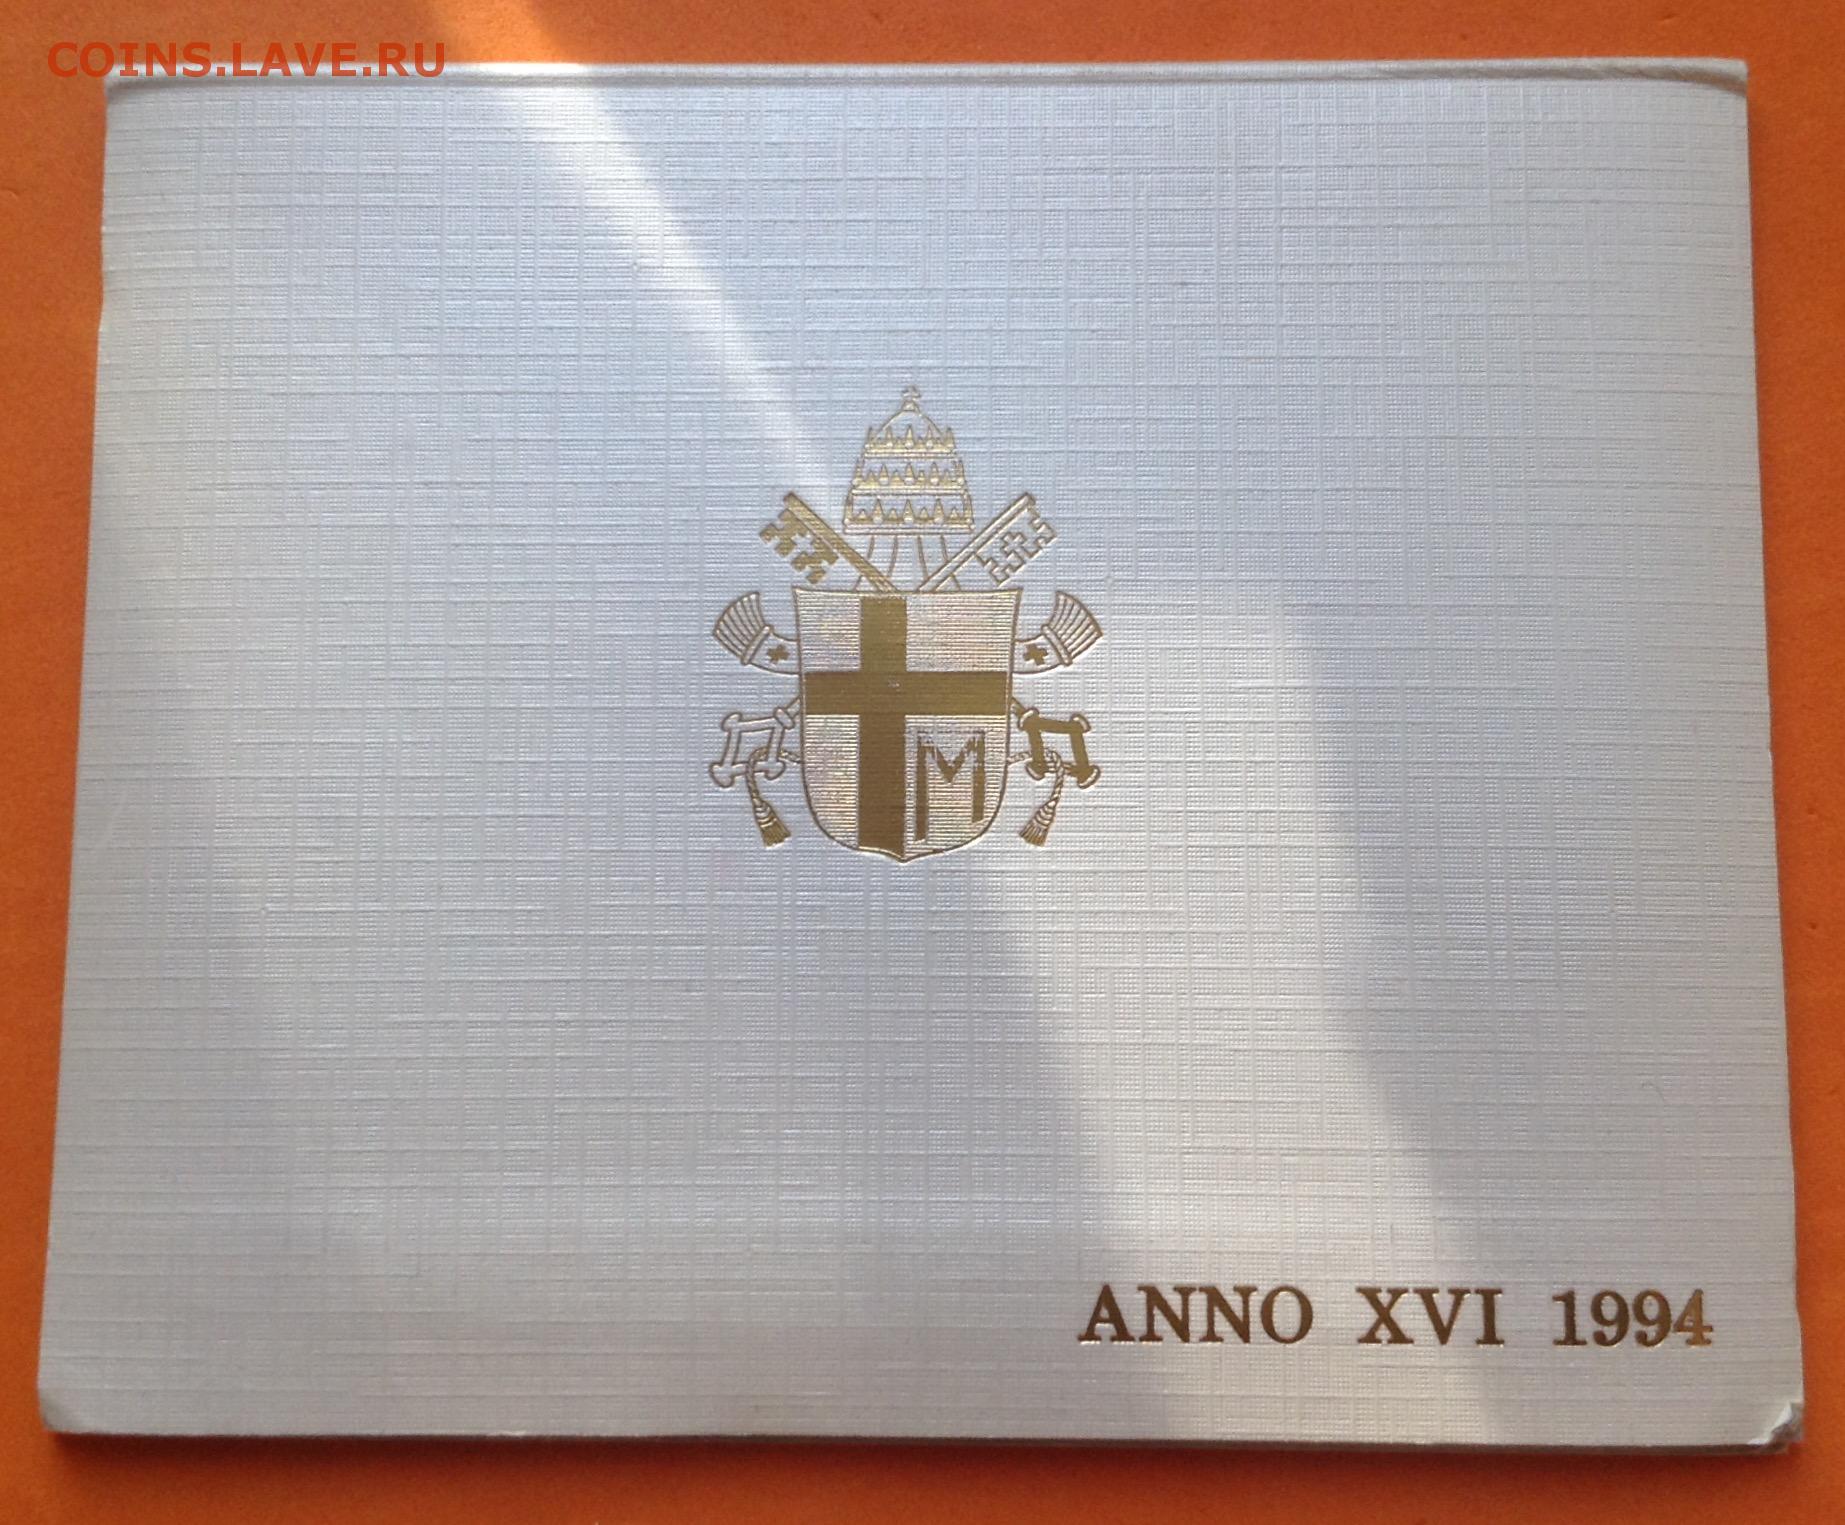 COINS.LAVE.RU
M
ANNO XVI 1994